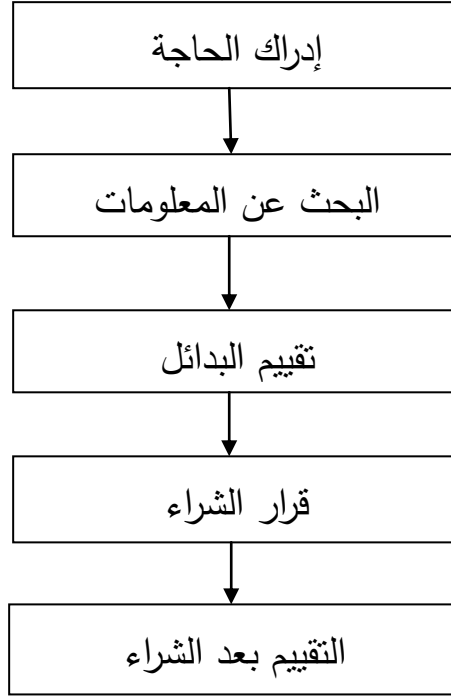 إدراك الحاجة
البحث عن المعلومات
تقييم البدائل
قرار الشراء
التقييم بعد الشراء